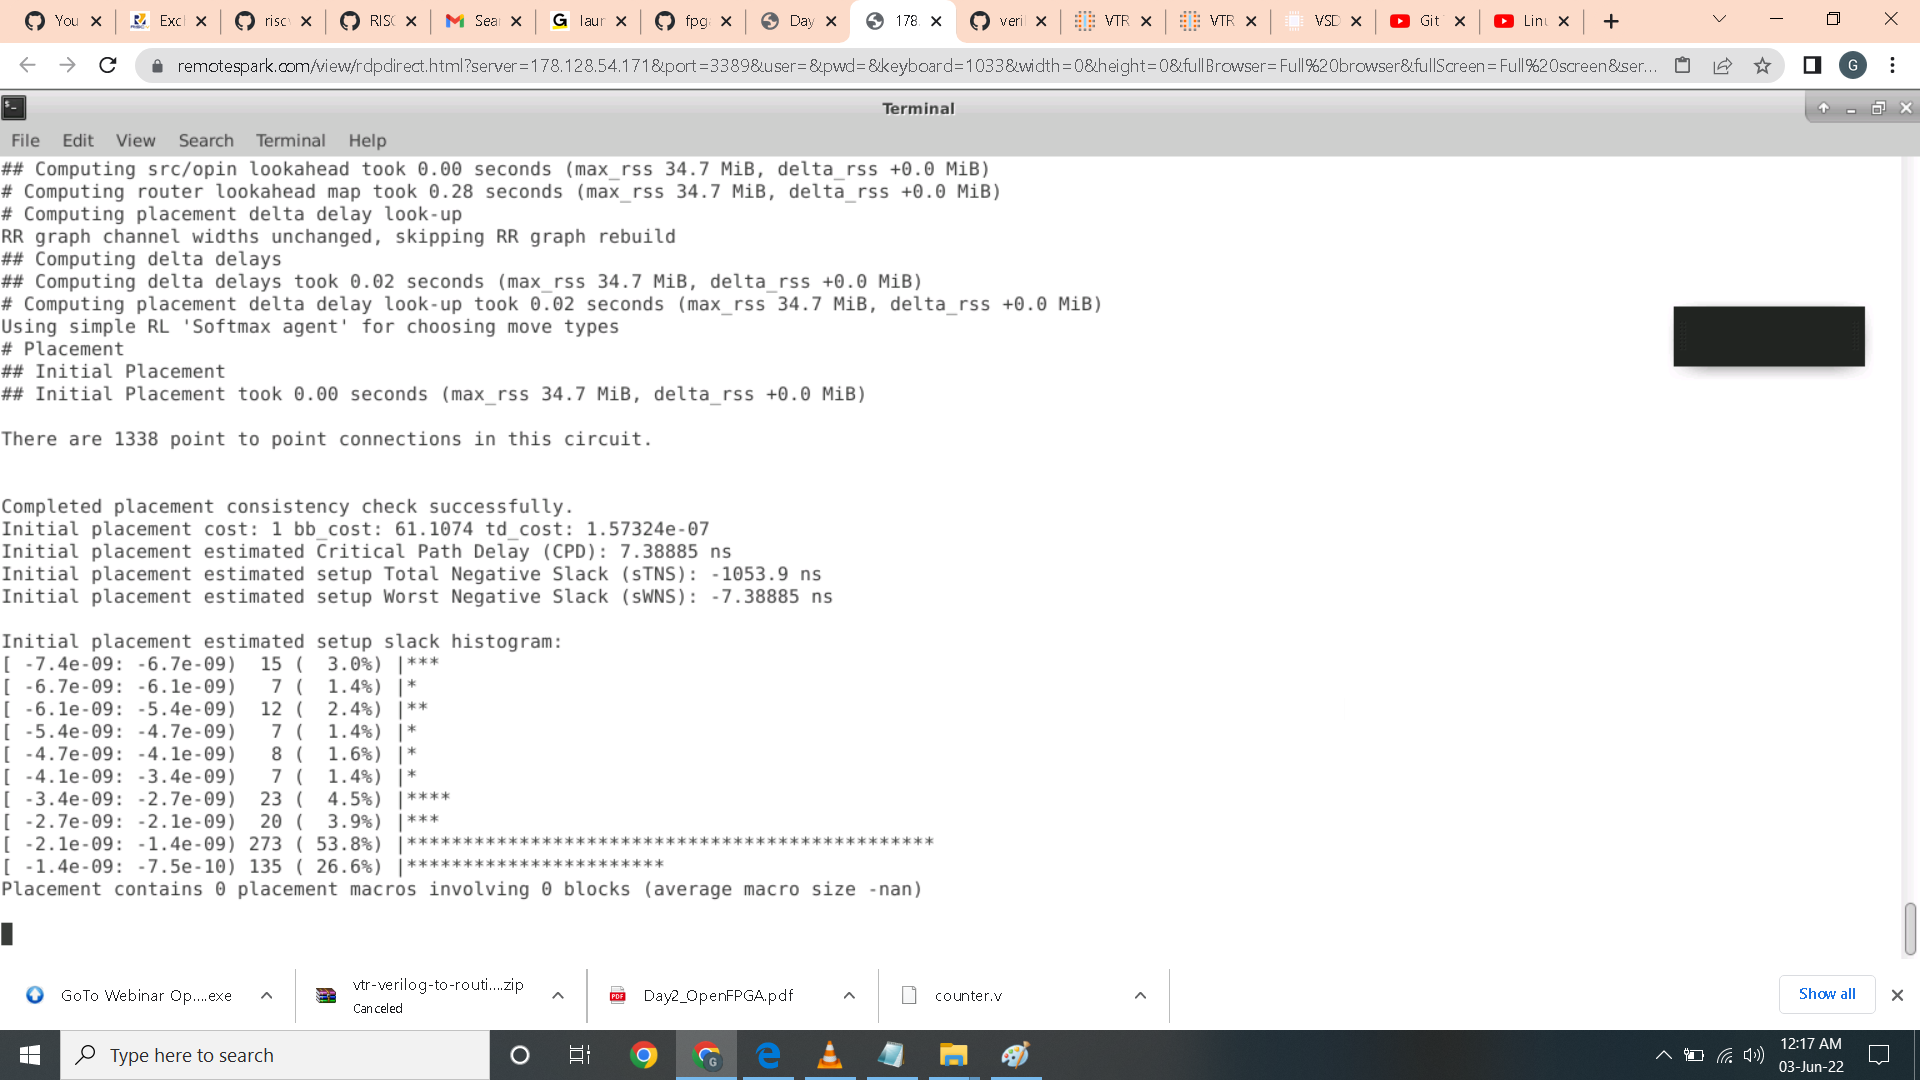 You
Excl
riscv
RISC
Sear
laur
fpga
Day
178.
veril
VTR
VTR
VSD
Git
Linu
remotespark.com/view/rdpdirect.html?server=178.128.54.171&port=3389&user=&pwd=&keyboard=1033&width=0&height=0&fullBrowser=Full%20browser&fullScreen=Full%20screen&ser...
G
Terminal
File Edit View Search Terminal Help
## Computing src/opin lookahead took 0.00 seconds (max_rss 34.7 MiB, delta_rss +0.0 MiB)
# Computing router lookahead map took 0.28 seconds (max_rss 34.7 MiB, delta_rss +0.0 MiB)
# Computing placement delta delay look-up
RR graph channel widths unchanged, skipping RR graph rebuild
## Computing delta delays
## Computing delta delays took 0.02 seconds (max_rss 34.7 MiB, delta_rss +0.0 MiB)
# Computing placement delta delay look-up took 0.02 seconds (max_rss 34.7 MiB, delta_rss +0.0 MiB)
Using simple RL 'Softmax agent' for choosing move types
# Placement
## Initial Placement
## Initial Placement took 0.00 seconds (max_rss 34.7 MiB, delta_rss +0.0 MiB)
There are 1338 point to point connections in this circuit.
Completed placement consistency check successfully.
Initial placement cost: 1 bb_cost: 61.1074 td_cost: 1.57324e-07
Initial placement estimated Critical Path Delay (CPD): 7.38885 ns
Initial placement estimated setup Total Negative Slack (sTNS): -1053.9 ns
Initial placement estimated setup Worst Negative Slack (sWNS): -7.38885 ns
Initial placement estimated setup slack histogram:
[ -7.4e-09: -6.7e-09)  15 (  3.0%) |***
[ -6.7e-09: -6.1e-09)   7 (  1.4%) |*
[ -6.1e-09: -5.4e-09)  12 (  2.4%) |**
[ -5.4e-09: -4.7e-09)   7 (  1.4%) |*
[ -4.7e-09: -4.1e-09)   8 (  1.6%) |*
[ -4.1e-09: -3.4e-09)   7 (  1.4%) |*
[ -3.4e-09: -2.7e-09)  23 (  4.5%) |****
[ -2.7e-09: -2.1e-09)  20 (  3.9%) |***
[ -2.1e-09: -1.4e-09) 273 ( 53.8%) |***********************************************
[ -1.4e-09: -7.5e-10) 135 ( 26.6%) |***********************
Placement contains 0 placement macros involving 0 blocks (average macro size -nan)
GoTo Webinar Op....exe
vtr-verilog-to-routi....zip
Canceled
PDF
Day2_OpenFPGA.pdf
counter.v
Show all
Type here to search
G
12:17 AM
03-Jun-22